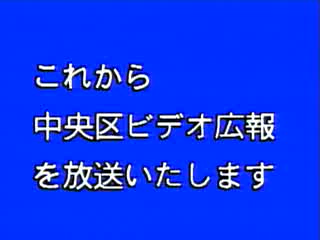 これから
中央区ビデオ広報
を放送いたします